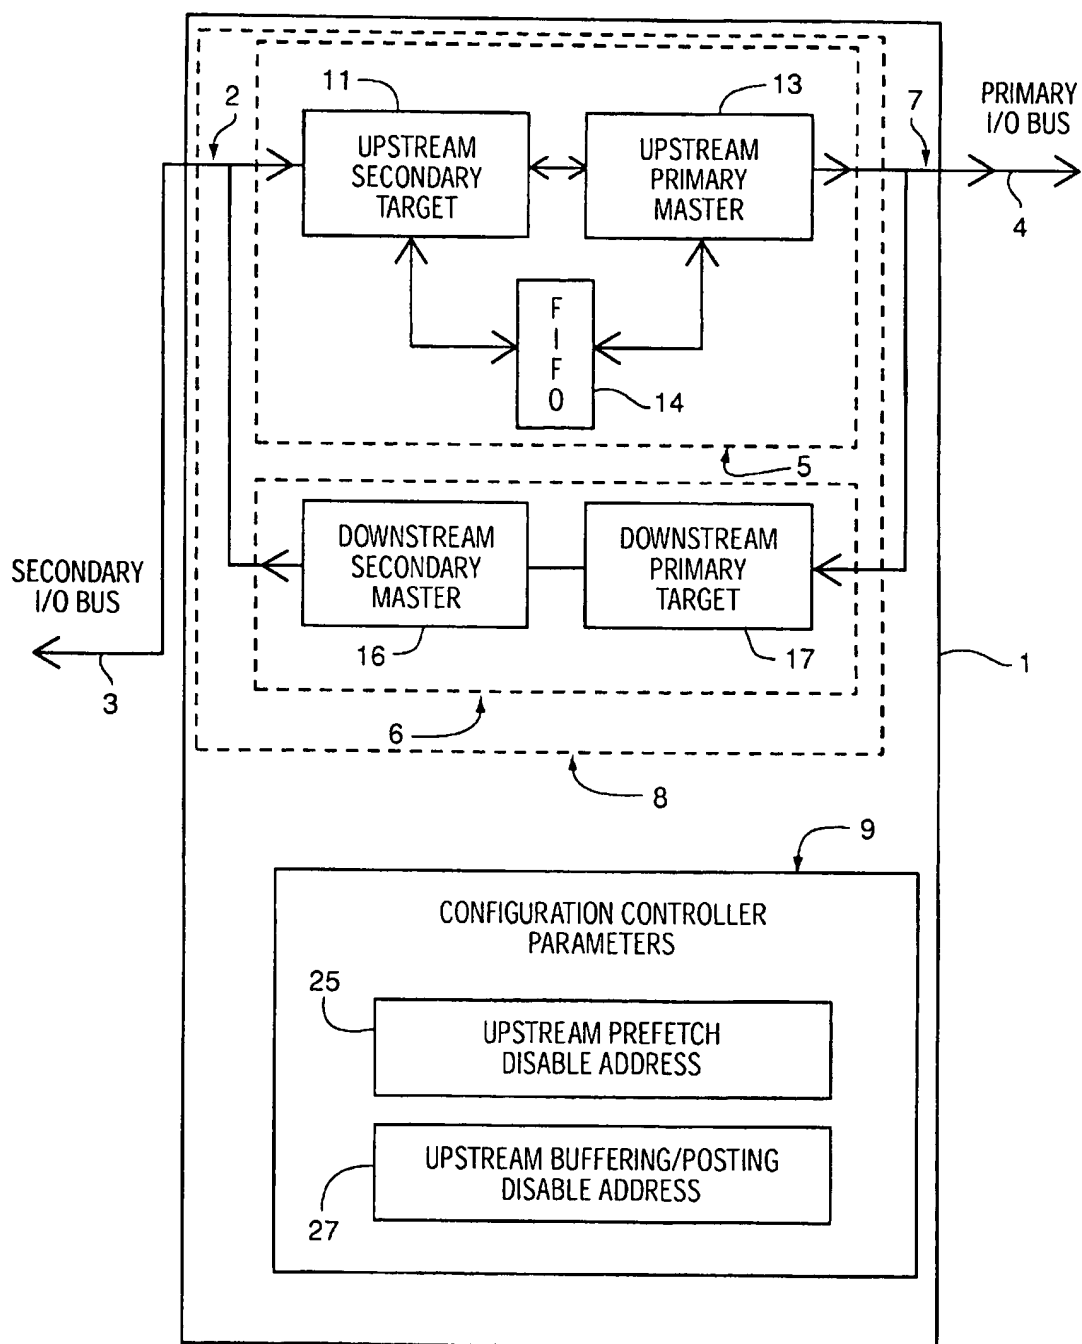 11
13
2
7
PRIMARY
I/O BUS
UPSTREAM
SECONDARY
TARGET
UPSTREAM
PRIMARY
MASTER
4
F
I
F
O
14
5
DOWNSTREAM
SECONDARY
MASTER
DOWNSTREAM
PRIMARY
TARGET
SECONDARY
I/O BUS
16
17
1
3
6
8
9
CONFIGURATION CONTROLLER
PARAMETERS
25
UPSTREAM PREFETCH
DISABLE ADDRESS
UPSTREAM BUFFERING/POSTING
DISABLE ADDRESS
27